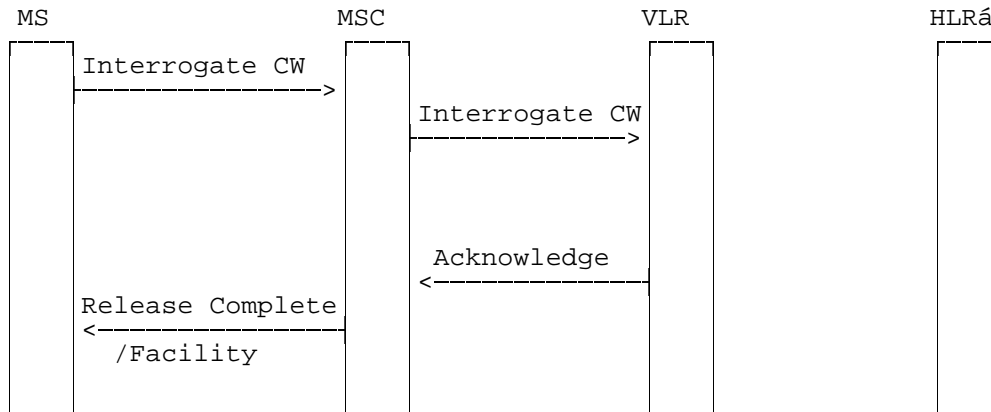 MS MSC VLR HLRá
Interrogate CW
Interrogate CW
Acknowledge
Release Complete
/Facility